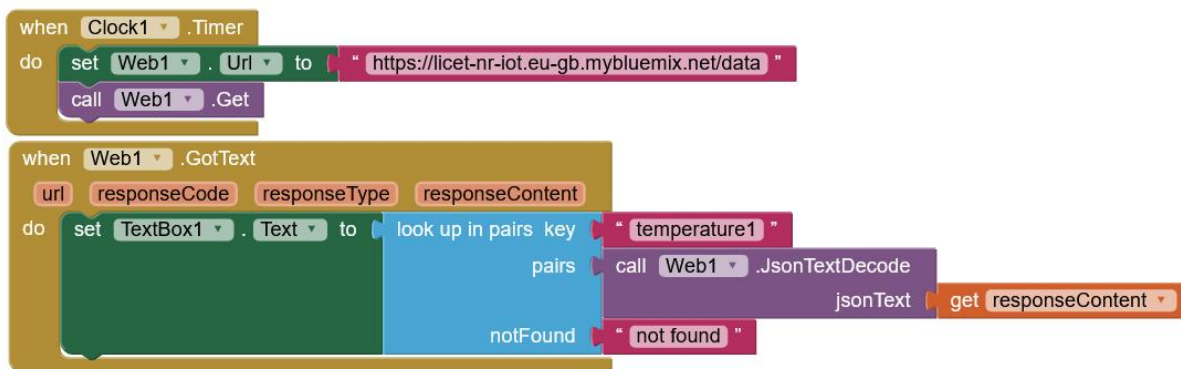 when Clock1 .Timer
do set Web1 . Url to " https://licet-nr-iot.eu-gb.mybluemix.net/data "
call Web1 .Get
when Web1 .GotText
url responseCode responseType responseContent
do set TextBox1 . Text to look up in pairs key " temperature1 "
pairs call Web1 .JsonTextDecode
jsonText get responseContent
notFound " not found "